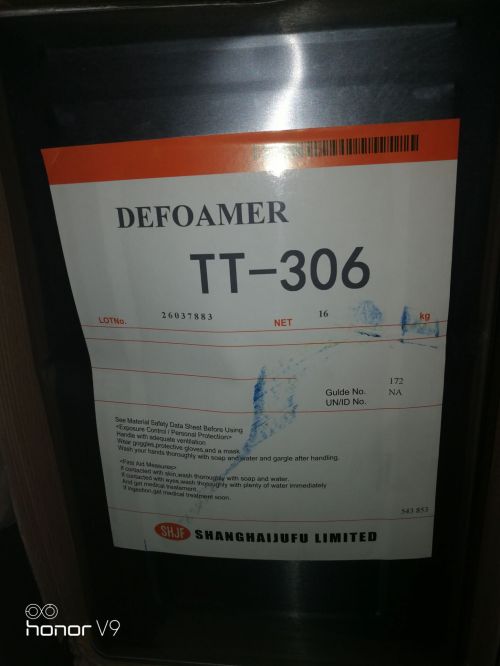 DEFOAMER
TT-306
LOTNo. 26037883 NET 16 kg
Guide No. 172
UN/ID No. NA
See Material Safety Data Sheet Before Using
<Exposure Control / Personal Protection>
Handle with adequate ventilation
Wear goggles,protective gloves,and a mask
Wash your hands thoroughly with soap and water and gargle after handling.
<Fast Aid Measures>
If contacted with skin,wash thorroughly with soap and water.
If contacted with eyes,wash thoroughly with plenty of water immediately
And get medical treatement.
If ingestion,get medical treatment soon.
543 853
SHJF SHANGHAIJUFU LIMITED
honor V9